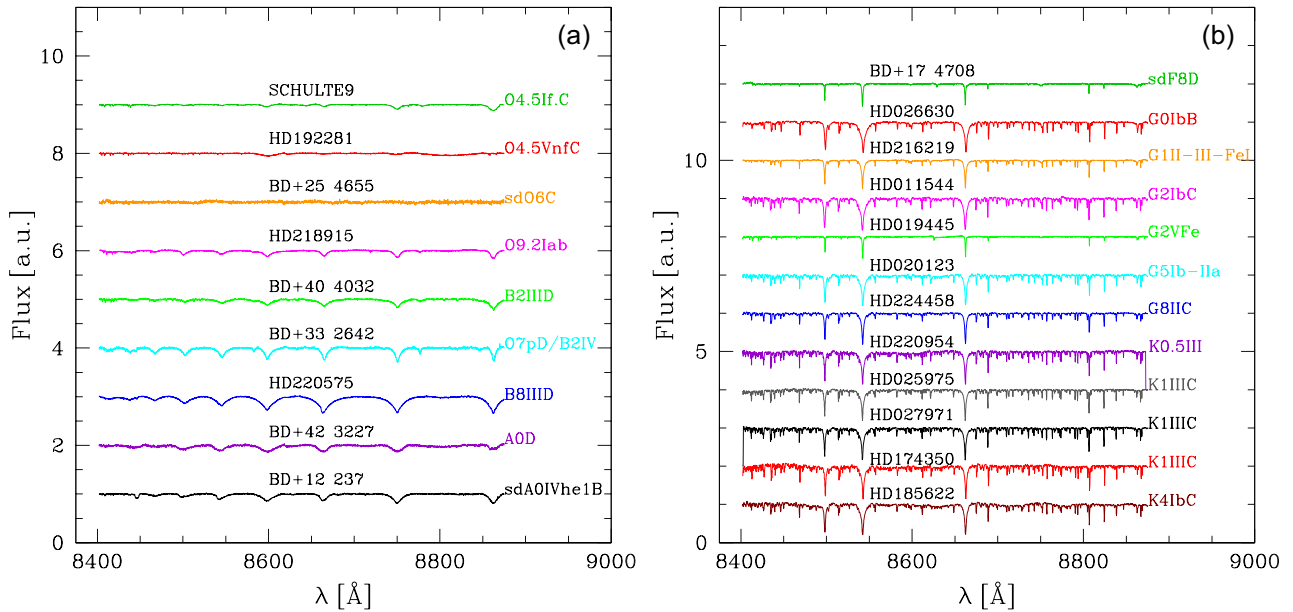 (a)
10
8
6
4
2
0
Flux [a.u.]
SCHULTE9
O4.5If.C
HD192281
O4.5VnfC
BD+25 4655
sdO6C
HD218915
O9.2Iab
BD+40 4032
B2IIID
BD+33 2642
O7pD/B2IV
HD220575
B8IIID
BD+42 3227
A0D
BD+12 237
sdA0IVhe1B
8400
8600
8800
9000
λ [Å]
(b)
10
5
0
Flux [a.u.]
BD+17 4708
sdF8D
HD026630
G0IbB
HD216219
G1II-III-FeI
HD011544
G2IbC
HD019445
G2VFe
HD020123
G5Ib-IIa
HD224458
G8IIC
HD220954
K0.5III
HD025975
K1IIIC
HD027971
K1IIIC
HD174350
K1IIIC
HD185622
K4IbC
8400
8600
8800
9000
λ [Å]